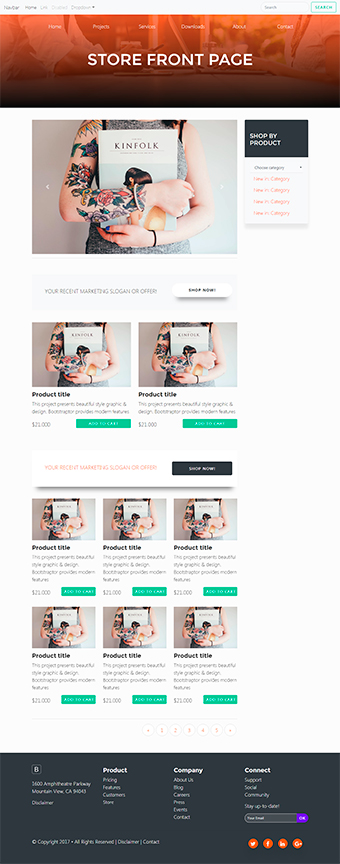 Navbar Home Link Disabled Dropdown
Search
SEARCH
Home Projects Services Downloads About Contact
STORE FRONT PAGE
KINFOLK
SHOP BY
PRODUCT
Choose category
New In: Category
New In: Category
New In: Category
New In: Category
YOUR RECENT MARKETING SLOGAN OR OFFER!
SHOP NOW!
KINFOLK
KINFOLK
Product title
This project presents beautiful style graphic &
design. Bootstraptor provides modern features
$21.000
ADD TO CART
Product title
This project presents beautiful style graphic &
design. Bootstraptor provides modern features
$21.000
ADD TO CART
YOUR RECENT MARKETING SLOGAN OR OFFER!
SHOP NOW!
KINFOLK
KINFOLK
KINFOLK
Product title
This project presents beautiful
style graphic & design.
Bootstraptor provides modern
features
$21.000
ADD TO CART
Product title
This project presents beautiful
style graphic & design.
Bootstraptor provides modern
features
$21.000
ADD TO CART
Product title
This project presents beautiful
style graphic & design.
Bootstraptor provides modern
features
$21.000
ADD TO CART
KINFOLK
KINFOLK
KINFOLK
Product title
This project presents beautiful
style graphic & design.
Bootstraptor provides modern
features
$21.000
ADD TO CART
Product title
This project presents beautiful
style graphic & design.
Bootstraptor provides modern
features
$21.000
ADD TO CART
Product title
This project presents beautiful
style graphic & design.
Bootstraptor provides modern
features
$21.000
ADD TO CART
« 1 2 3 4 5 »
B
1600 Amphitheatre Parkway
Mountain View, CA 94043
Disclaimer
Product
Pricing
Features
Customers
Store
Company
About Us
Blog
Careers
Press
Events
Contact
Connect
Support
Social
Community
Stay up to date!
Your Email
OK
© Copyright 2017 • All Rights Reserved | Disclaimer | Contact